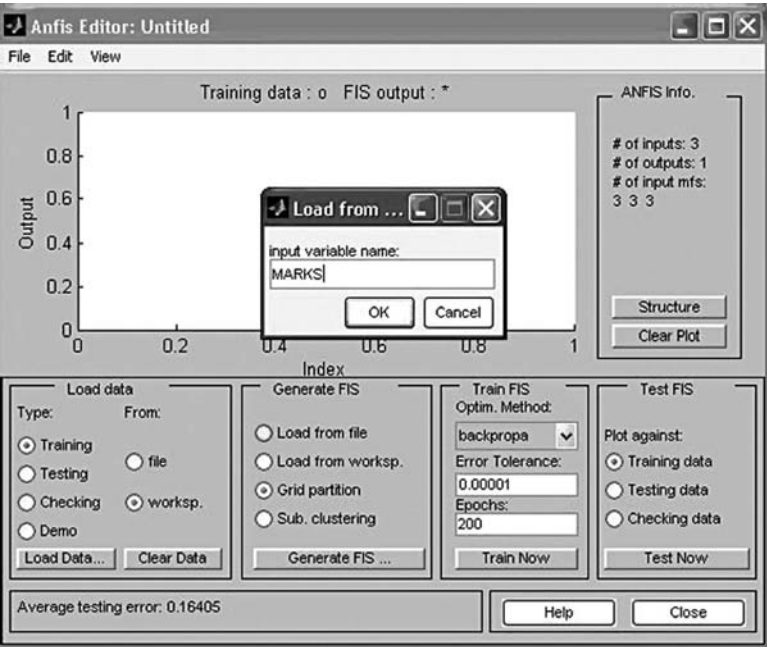 Anfis Editor: Untitled
File Edit View
Training data : o FIS output : *
1
0.8
0.6
0.4
0.2
0
Output
0 0.2 0.4 0.6 0.8 1
Index
Load from ...
input variable name:
MARKS
OK Cancel
ANFIS Info.
# of inputs: 3
# of outputs: 1
# of input mfs:
3 3 3
Structure
Clear Plot
Load data
Type: From:
Training
Testing
Checking
Demo
file
worksp.
Load Data... Clear Data
Generate FIS
Load from file
Load from worksp.
Grid partition
Sub. clustering
Generate FIS ...
Train FIS
Optim. Method:
backpropa
Error Tolerance:
0.00001
Epochs:
200
Train Now
Test FIS
Plot against:
Training data
Testing data
Checking data
Test Now
Average testing error: 0.16405
Help Close